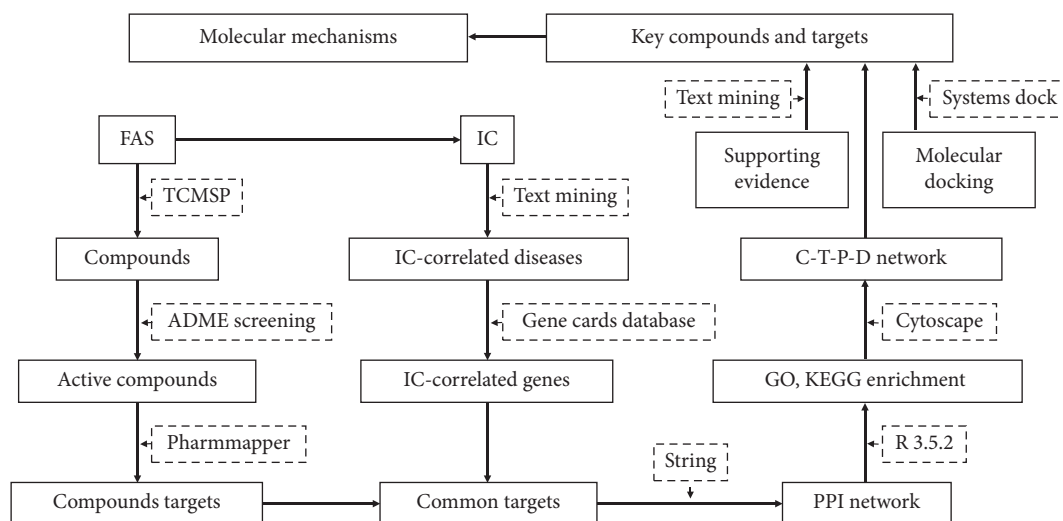 Molecular mechanisms
Key compounds and targets
Text mining
Systems dock
FAS
IC
Supporting
evidence
Molecular
docking
TCMSP
Text mining
Compounds
IC-correlated diseases
C-T-P-D network
ADME screening
Gene cards database
Cytoscape
Active compounds
IC-correlated genes
GO, KEGG enrichment
Pharmmapper
String
R 3.5.2
Compounds targets
Common targets
PPI network